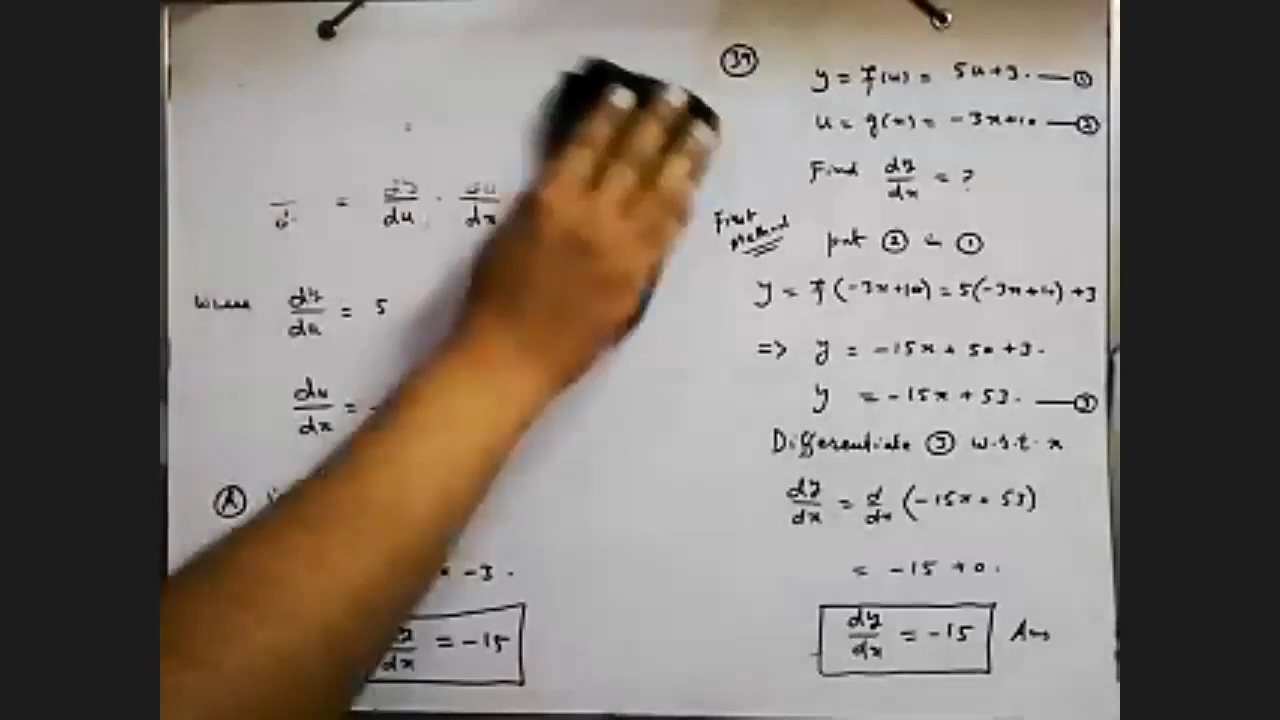 = dy/du · du/dx
where dy/du = 5
du/dx = -
Ⓐ
-3.
dy/dx = -15
㊴
y = f(u) = 5u+3. —①
u = g(x) = -3x+10 —②
Find dy/dx = ?
First Method
put ② in ①
y = f(-3x+10) = 5(-3x+10)+3
=> y = -15x + 50 + 3.
y = -15x + 53. —③
Differentiate ③ w.r.t. x
dy/dx = d/dx (-15x + 53)
= -15 + 0.
dy/dx = -15 Ans